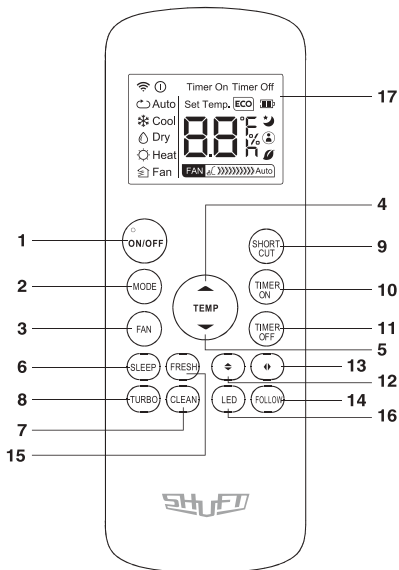 Timer On Timer Off
17
Auto
Set Temp. ECO
Cool
88 °F % h
Dry
Heat
Fan
FAN Auto
4
1
ON/OFF
SHORT CUT
9
2
MODE
TEMP
TIMER ON
10
3
FAN
TIMER OFF
11
5
6
SLEEP
FRESH
13
12
8
TURBO
CLEAN
LED
FOLLOW
14
7
16
15
SHUFT